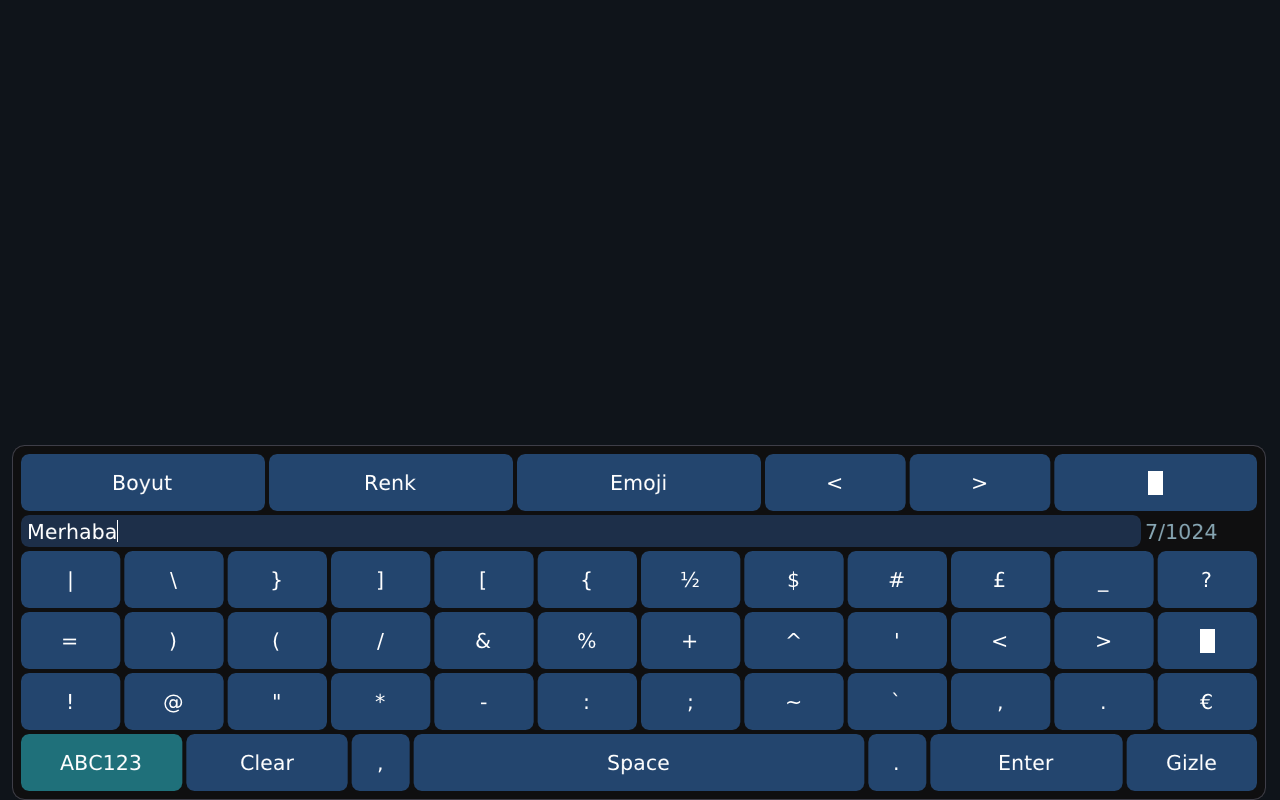 Boyut Renk Emoji < >
Merhaba 7/1024
| \ } ] [ { ½ $ # £ _ ?
= ) ( / & % + ^ ' < >
! @ " * - : ; ~ ` , . €
ABC123 Clear , Space . Enter Gizle